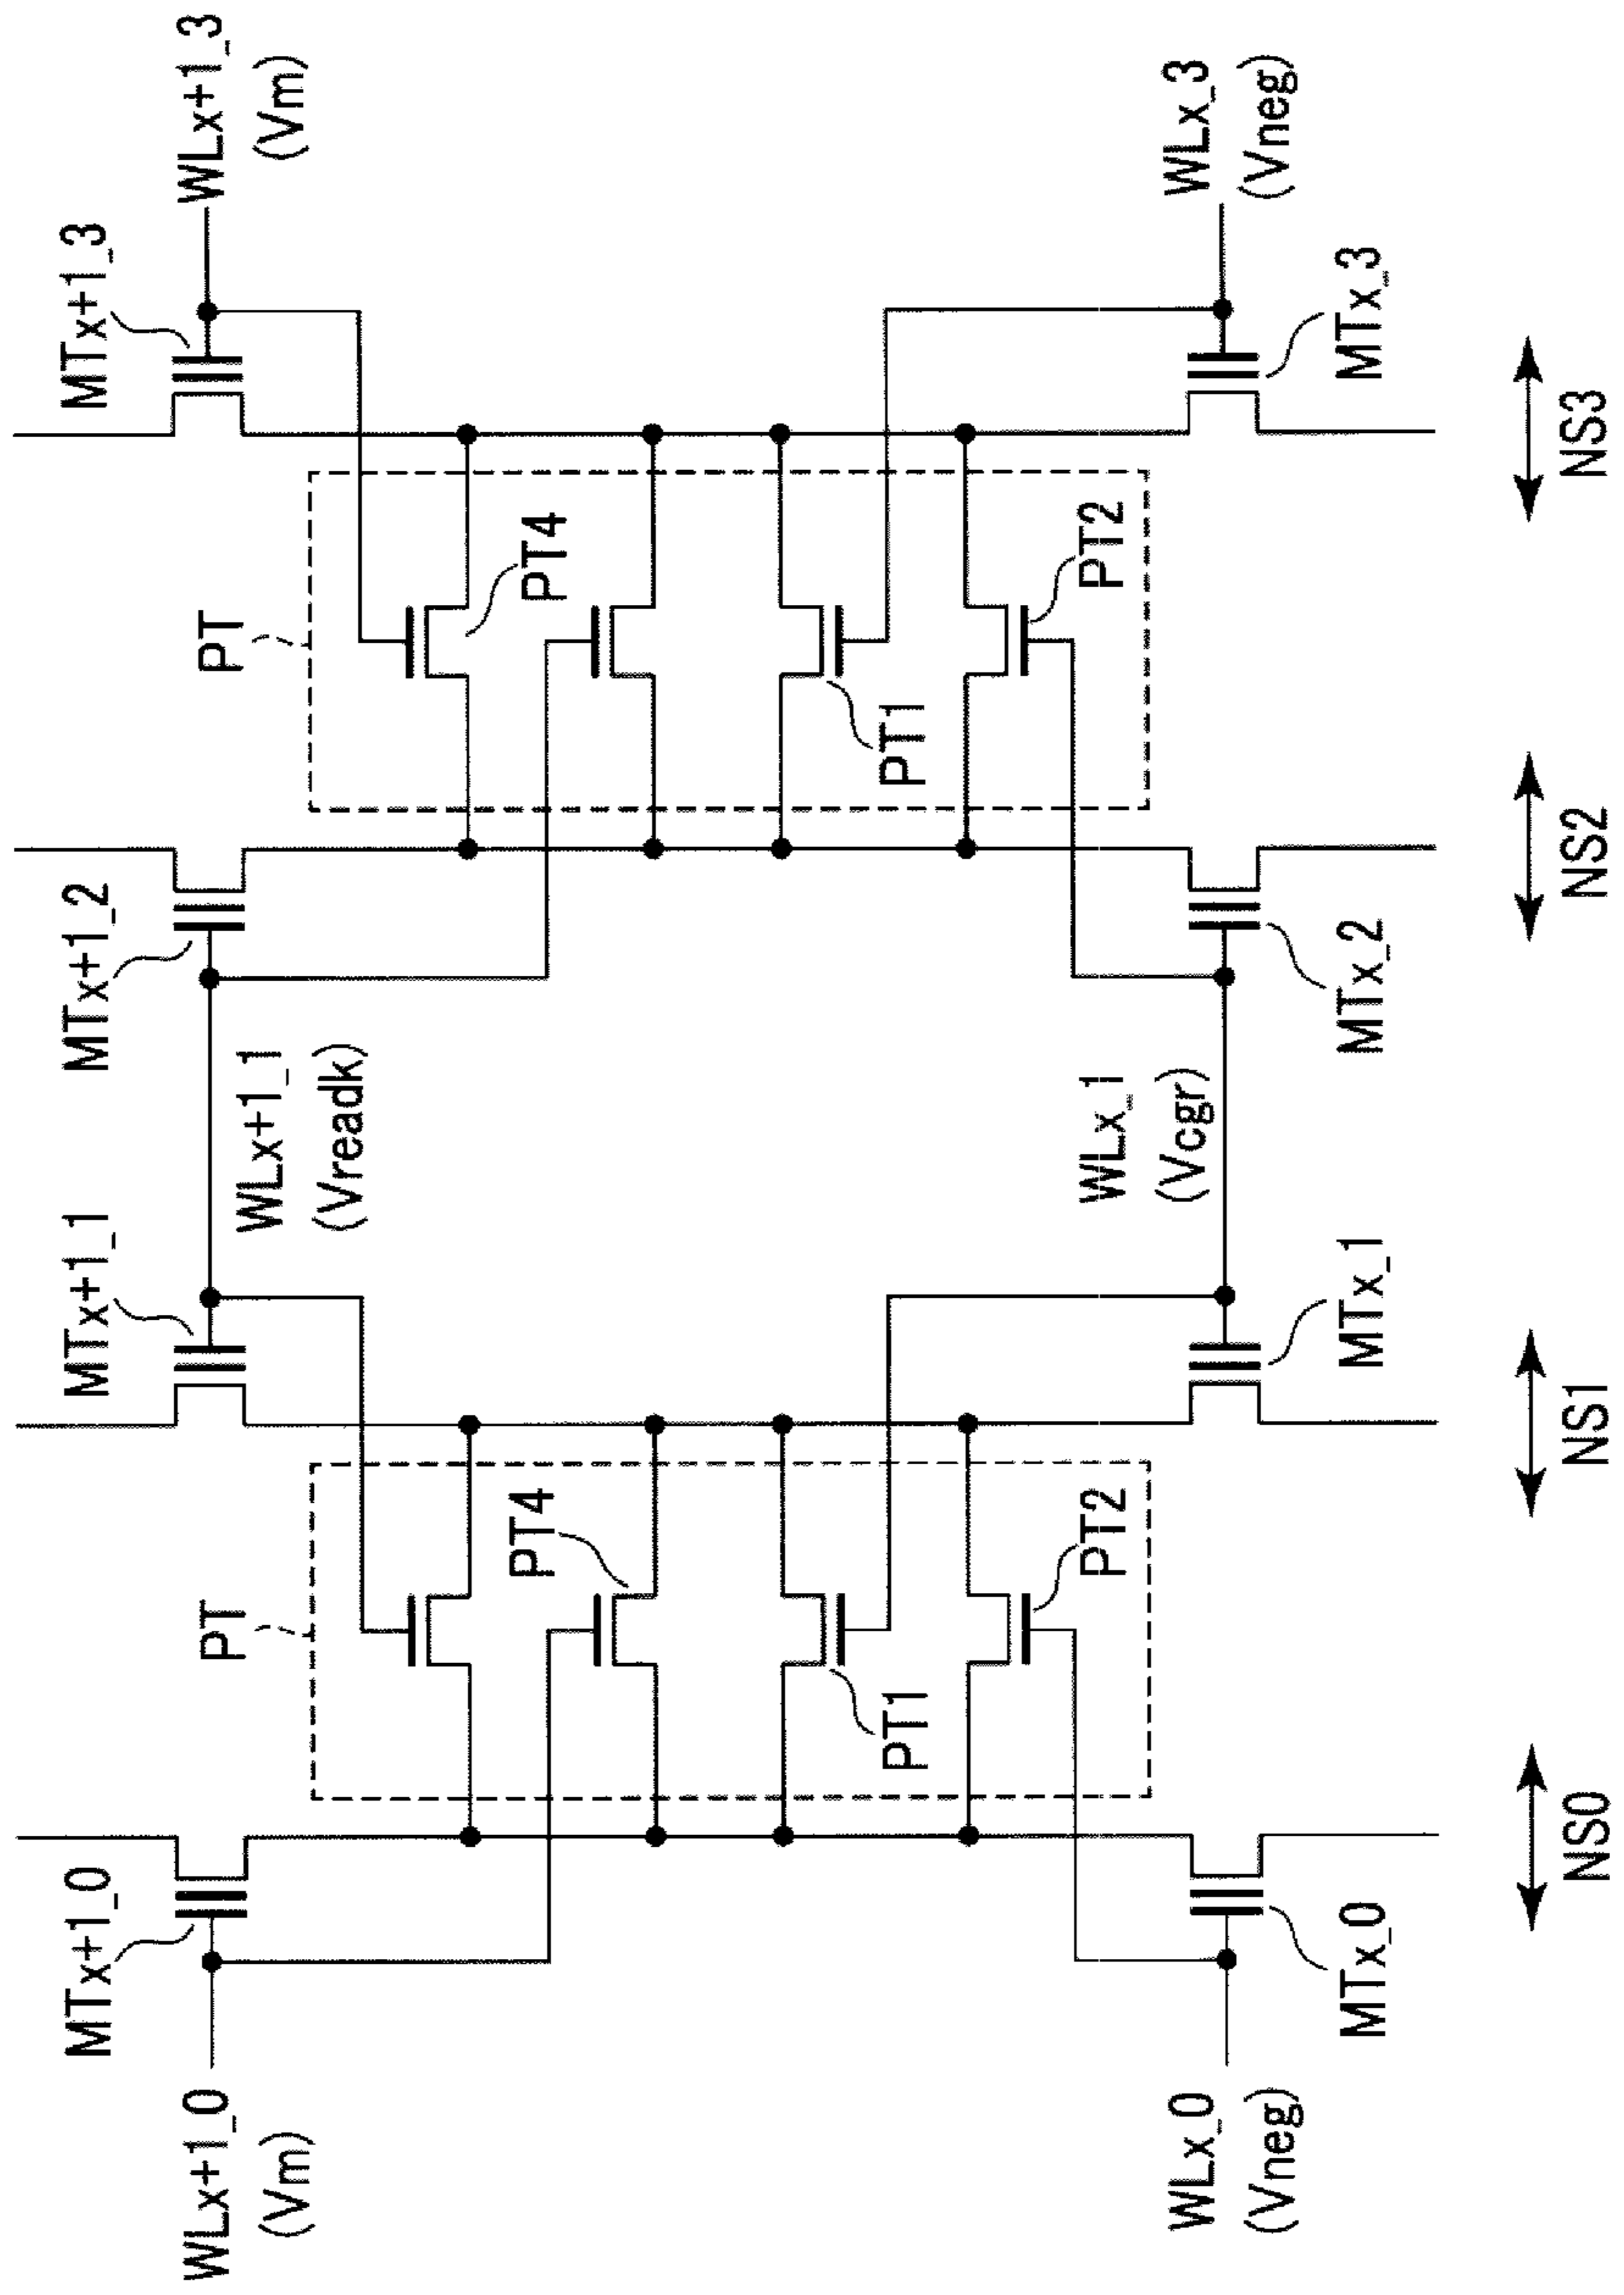 MTx+1_0
MTx+1_1
MTx+1_2
MTx+1_3
WLx+1_0
(Vm)
WLx+1_1
(Vreadk)
WLx+1_3
(Vm)
PT
PT
PT4
PT4
PT1
PT1
PT2
PT2
WLx_0
(Vneg)
WLx_1
(Vcgr)
WLx_3
(Vneg)
MTx_0
MTx_1
MTx_2
MTx_3
NS0
NS1
NS2
NS3